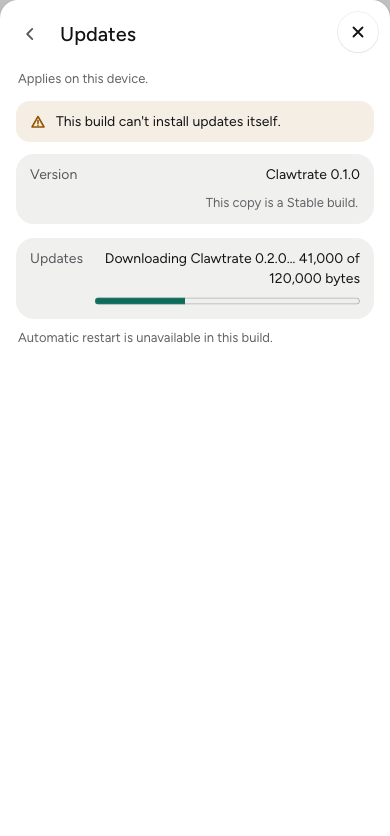 Updates
Applies on this device.
This build can't install updates itself.
Version
Clawtrate 0.1.0
This copy is a Stable build.
Updates
Downloading Clawtrate 0.2.0... 41,000 of
120,000 bytes
Automatic restart is unavailable in this build.